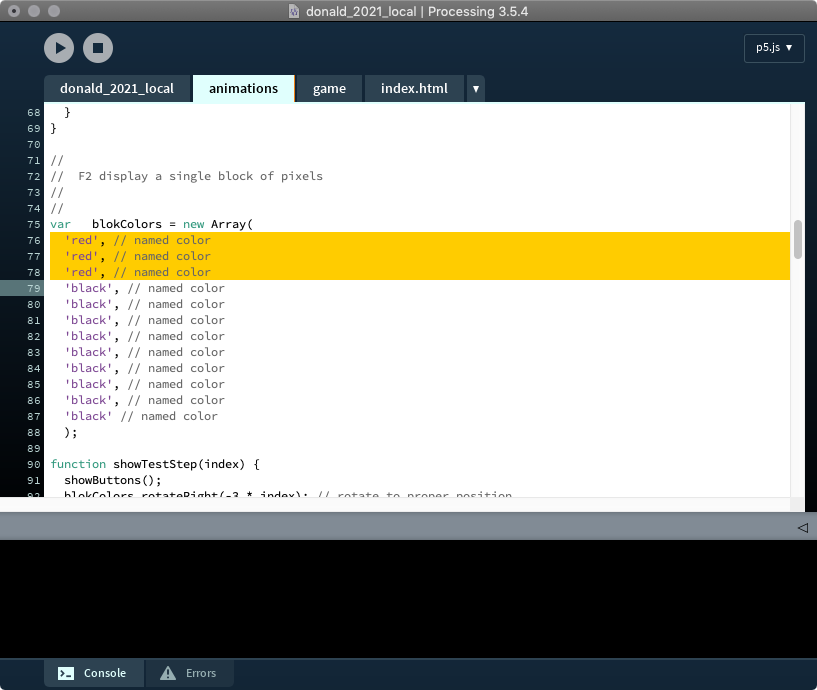 donald_2021_local | Processing 3.5.4
p5.js ▼
donald_2021_local animations game index.html ▼
68   }
69 }
70
71 //
72 //  F2 display a single block of pixels
73 //
74 //
75 var   blokColors = new Array(
76   'red', // named color
77   'red', // named color
78   'red', // named color
79   'black', // named color
80   'black', // named color
81   'black', // named color
82   'black', // named color
83   'black', // named color
84   'black', // named color
85   'black', // named color
86   'black', // named color
87   'black' // named color
88   );
89
90 function showTestStep(index) {
91   showButtons();
92   blokColors.rotateRight(-3 * index); // rotate to proper position
Console Errors